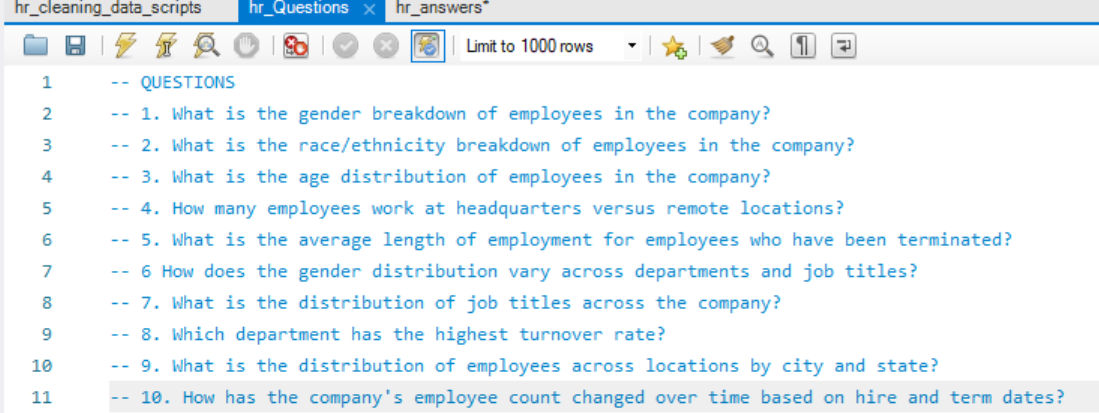 hr_cleaning_data_scripts hr_Questions × hr_answers*
Limit to 1000 rows
1 -- QUESTIONS
2 -- 1. What is the gender breakdown of employees in the company?
3 -- 2. What is the race/ethnicity breakdown of employees in the company?
4 -- 3. What is the age distribution of employees in the company?
5 -- 4. How many employees work at headquarters versus remote locations?
6 -- 5. What is the average length of employment for employees who have been terminated?
7 -- 6 How does the gender distribution vary across departments and job titles?
8 -- 7. What is the distribution of job titles across the company?
9 -- 8. Which department has the highest turnover rate?
10 -- 9. What is the distribution of employees across locations by city and state?
11 -- 10. How has the company's employee count changed over time based on hire and term dates?